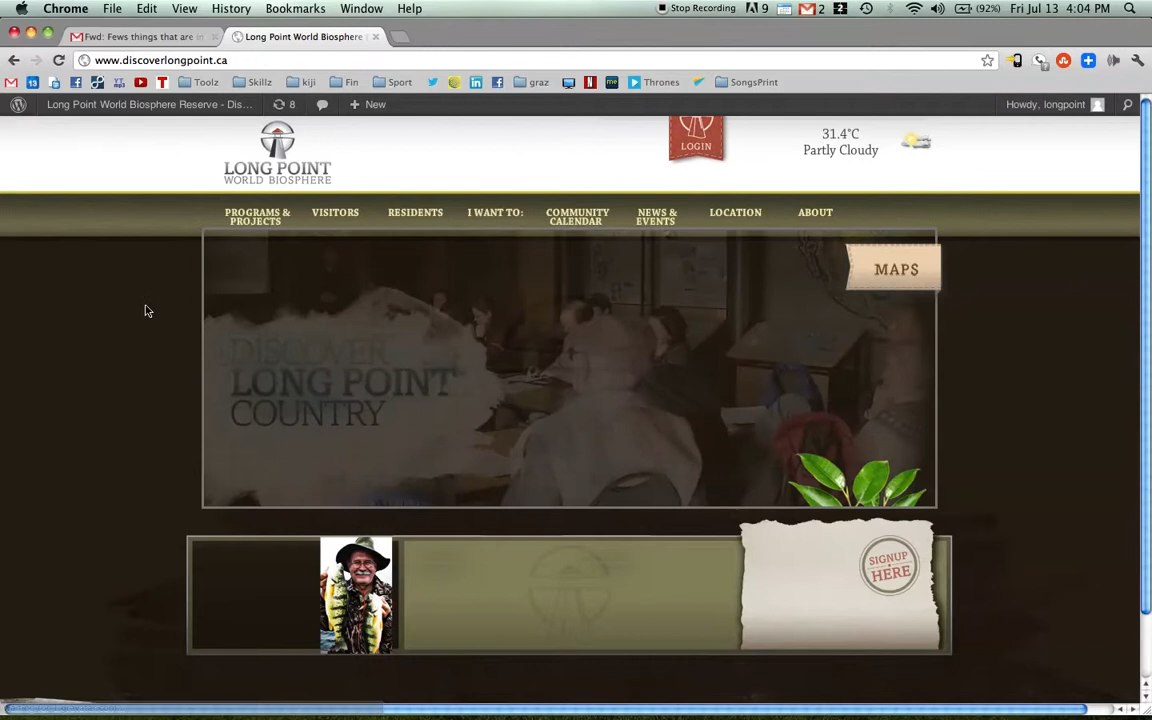 Chrome File Edit View History Bookmarks Window Help Stop Recording 9 2 2 (92%) Fri Jul 13 4:04 PM
Fwd: Fews things that are in Long Point World Biosphere
www.discoverlongpoint.ca
13 Toolz Skillz kiji Fin Sport graz Thrones SongsPrint
Long Point World Biosphere Reserve - Dis... 8 New Howdy, longpoint
LONG POINT
WORLD BIOSPHERE
LOGIN
31.4°C
Partly Cloudy
PROGRAMS & PROJECTS VISITORS RESIDENTS I WANT TO: COMMUNITY CALENDAR NEWS & EVENTS LOCATION ABOUT
MAPS
DISCOVER
LONG POINT
COUNTRY
SIGNUP
HERE